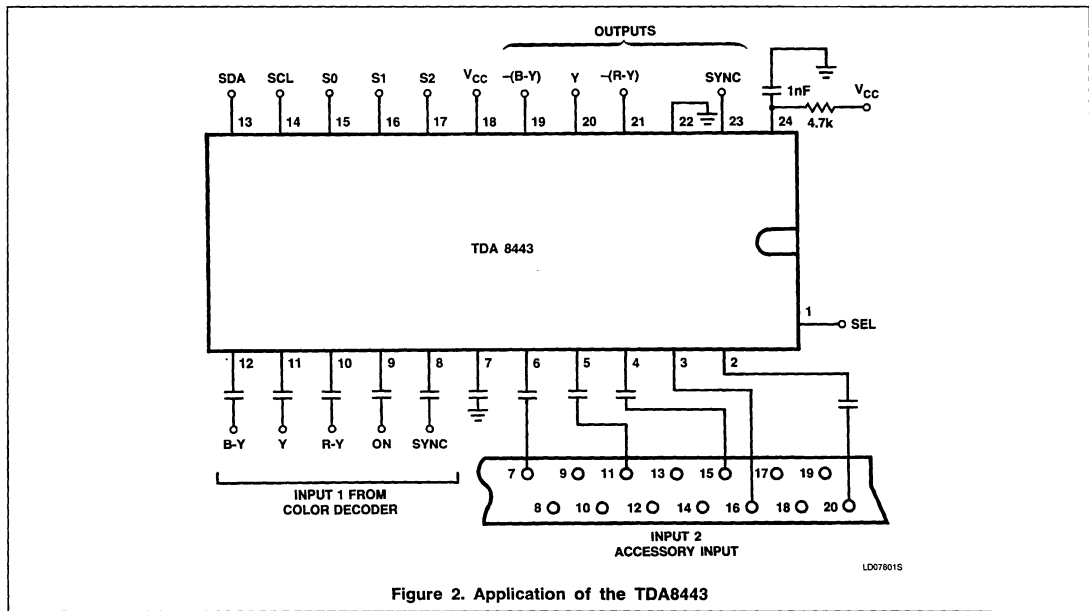 OUTPUTS
SDA SCL S0 S1 S2 VCC –(B-Y) Y –(R-Y) SYNC 1nF VCC
13 14 15 16 17 18 19 20 21 22 23 24 4.7k
TDA 8443
1 SEL
12 11 10 9 8 7 6 5 4 3 2
B-Y Y R-Y ON SYNC
INPUT 1 FROM
COLOR DECODER
7 9 11 13 15 17 19
8 10 12 14 16 18 20
INPUT 2
ACCESSORY INPUT
LD07801S
Figure 2. Application of the TDA8443